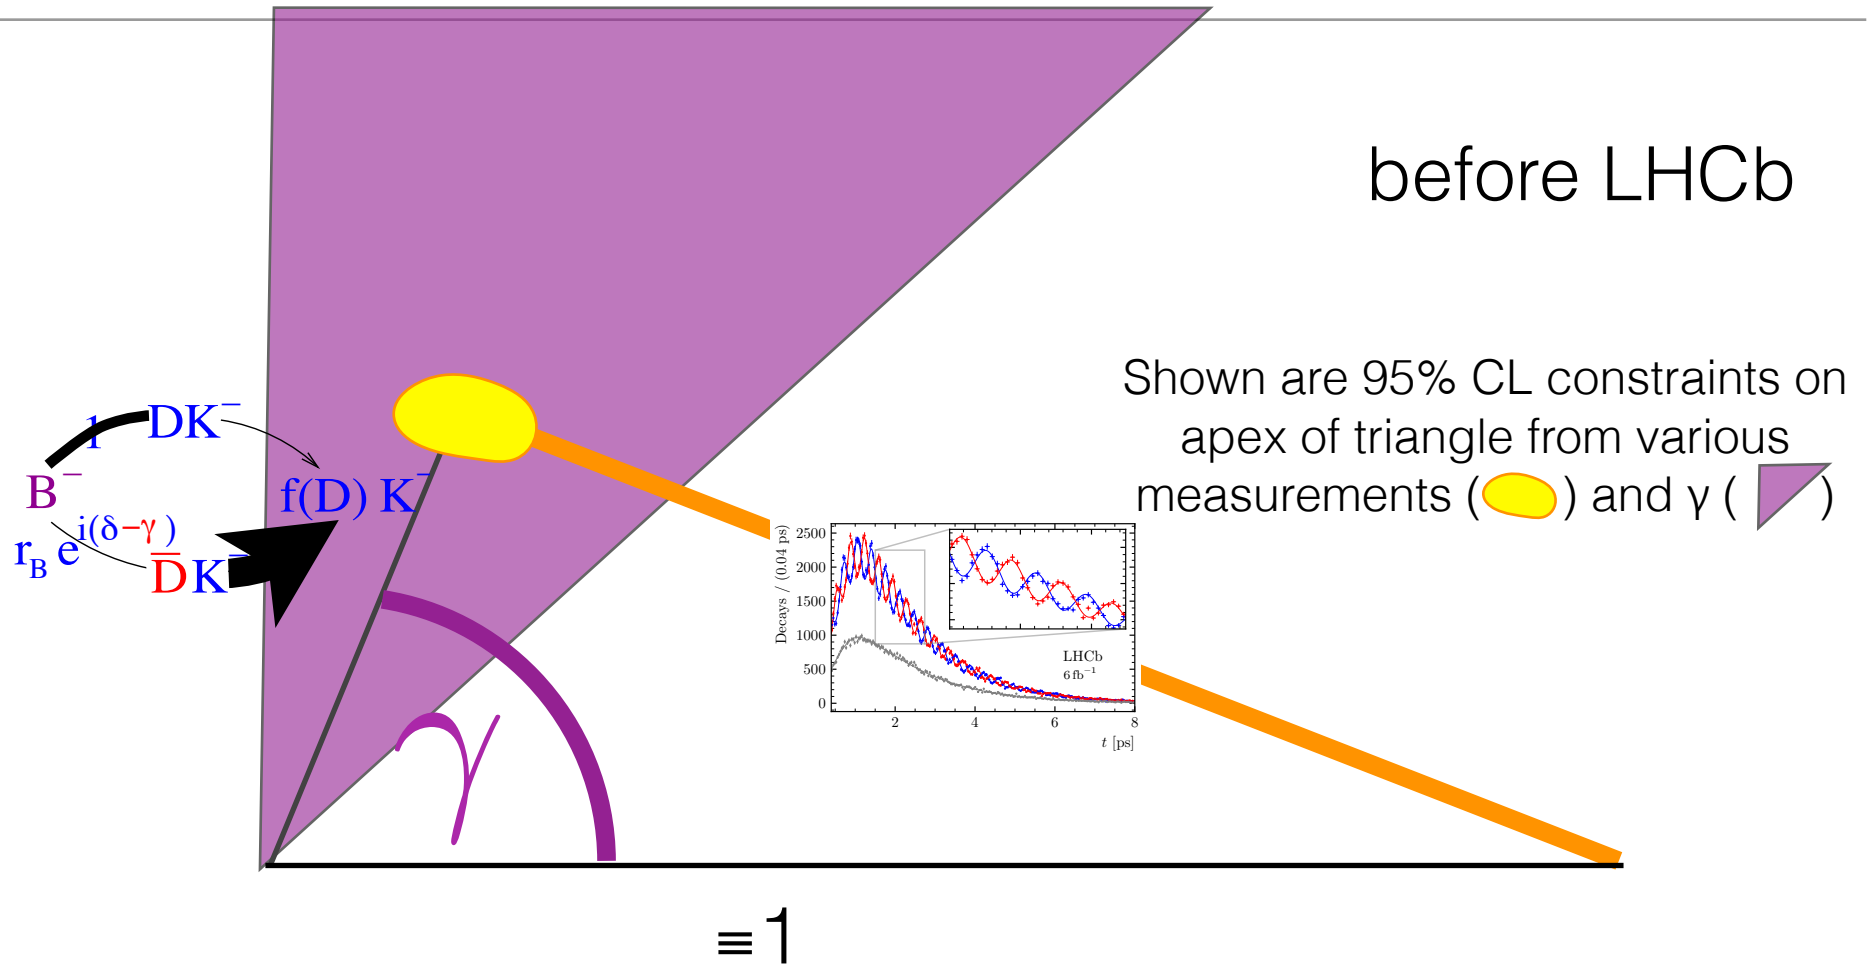 before LHCb
Shown are 95% CL constraints on
apex of triangle from various
measurements ( ) and γ ( )
1 DK⁻
B⁻
f(D) K⁻
r_B e^{i(δ−γ)}
D̅K⁻
Decays / (0.04 ps)
2500
2000
1500
1000
500
0
LHCb
6 fb⁻¹
2 4 6 8
t [ps]
γ
≡1